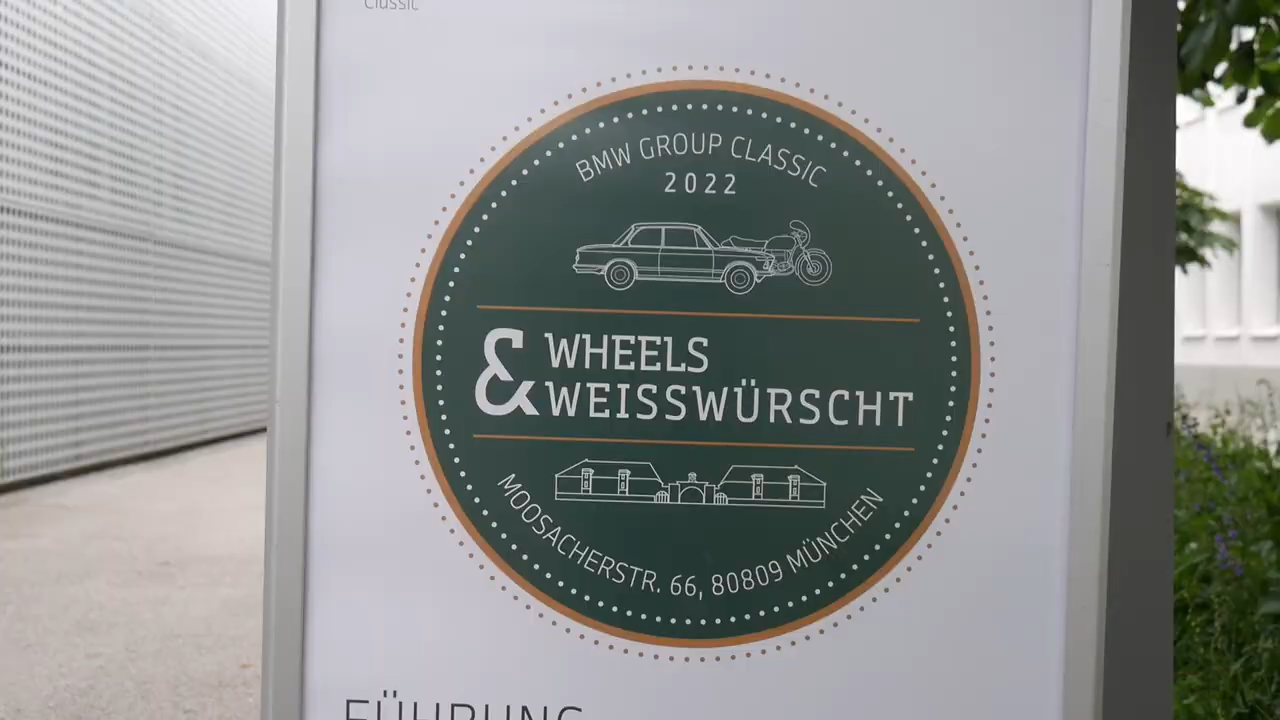 Classic
BMW GROUP CLASSIC
2022
& WHEELS
WEISSWÜRSCHT
MOOSACHERSTR. 66, 80809 MÜNCHEN
FÜHRUNG